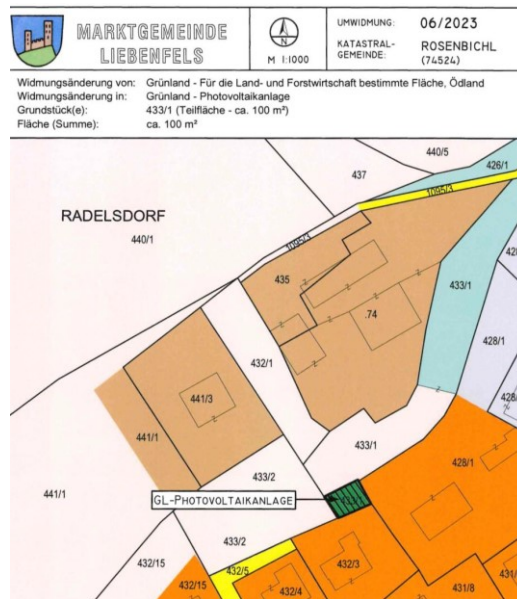 MARKTGEMEINDE
LIEBENFELS
M 1:1000
UMWIDMUNG: 06/2023
KATASTRAL-
GEMEINDE: ROSENBICHL
(74524)
Widmungsänderung von: Grünland - Für die Land- und Forstwirtschaft bestimmte Fläche, Ödland
Widmungsänderung in: Grünland - Photovoltaikanlage
Grundstück(e): 433/1 (Teilfläche - ca. 100 m²)
Fläche (Summe): ca. 100 m²
440/5
437
426/1
1095/3
RADELSDORF
440/1
1095/3
435
433/1
.74
428/1
432/1
441/3
441/1
433/1
428/1
433/2
441/1
GL-PHOTOVOLTAIKANLAGE
433/2
432/15
432/15
432/5
432/4
432/3
431/8